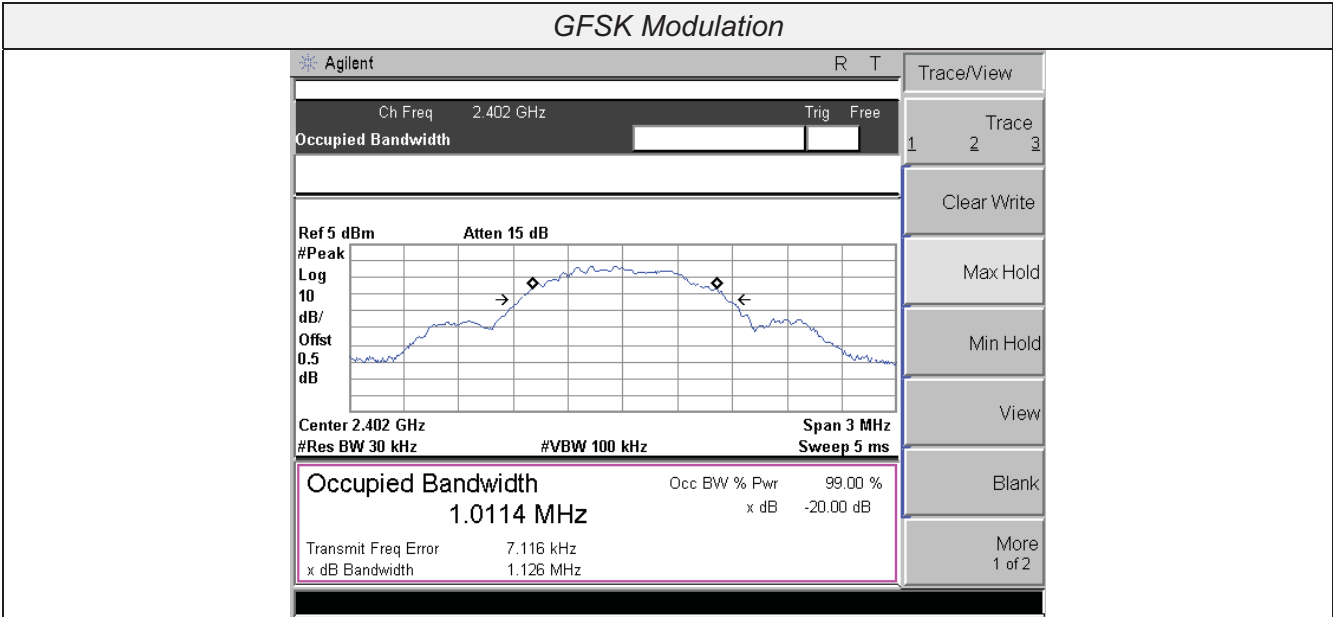 GFSK Modulation
Agilent R T
Trace/View
Ch Freq 2.402 GHz Trig Free
Occupied Bandwidth
Trace
1 2 3
Clear Write
Ref 5 dBm Atten 15 dB
#Peak
Log
10
dB/
Offst
0.5
dB
Max Hold
Min Hold
Center 2.402 GHz Span 3 MHz
#Res BW 30 kHz #VBW 100 kHz Sweep 5 ms
View
Occupied Bandwidth
1.0114 MHz
Occ BW % Pwr 99.00 %
x dB -20.00 dB
Transmit Freq Error 7.116 kHz
x dB Bandwidth 1.126 MHz
Blank
More
1 of 2